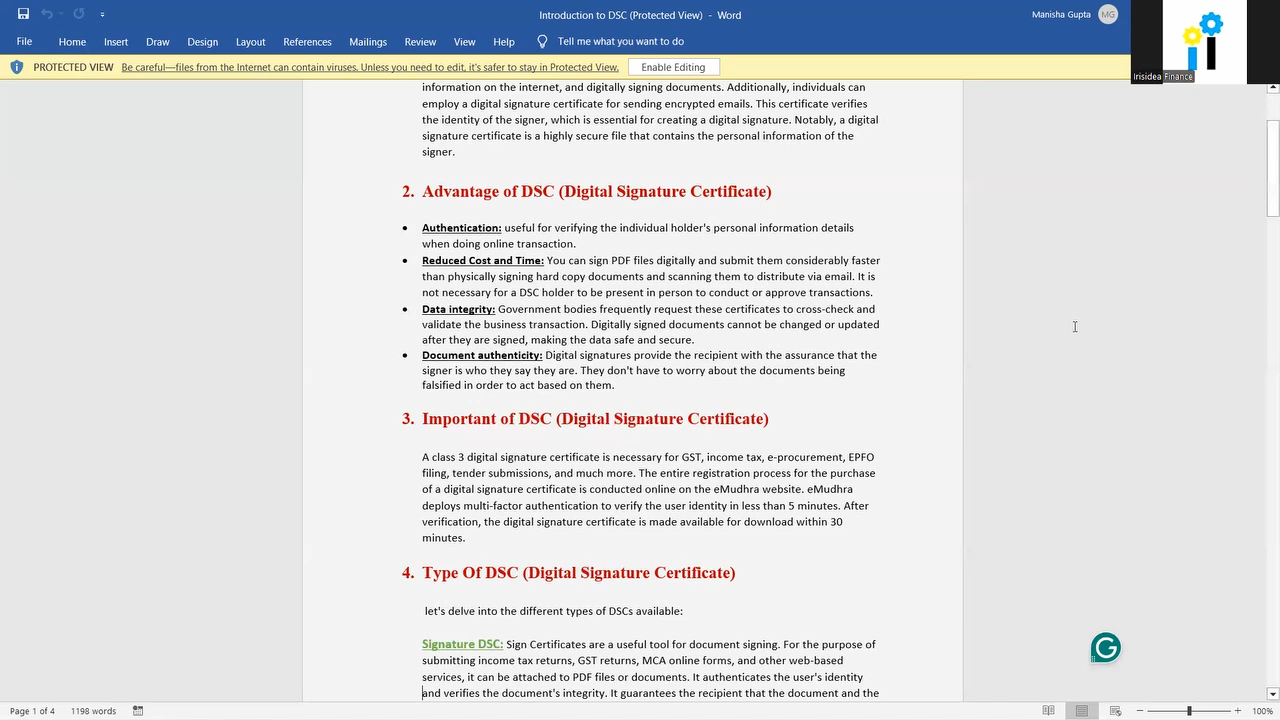 Introduction to DSC (Protected View) - Word
Manisha Gupta MG
File Home Insert Draw Design Layout References Mailings Review View Help Tell me what you want to do
PROTECTED VIEW Be careful—files from the Internet can contain viruses. Unless you need to edit, it's safer to stay in Protected View. Enable Editing
Irisidea Finance
information on the internet, and digitally signing documents. Additionally, individuals can
employ a digital signature certificate for sending encrypted emails. This certificate verifies
the identity of the signer, which is essential for creating a digital signature. Notably, a digital
signature certificate is a highly secure file that contains the personal information of the
signer.
2. Advantage of DSC (Digital Signature Certificate)
• Authentication: useful for verifying the individual holder's personal information details
when doing online transaction.
• Reduced Cost and Time: You can sign PDF files digitally and submit them considerably faster
than physically signing hard copy documents and scanning them to distribute via email. It is
not necessary for a DSC holder to be present in person to conduct or approve transactions.
• Data integrity: Government bodies frequently request these certificates to cross-check and
validate the business transaction. Digitally signed documents cannot be changed or updated
after they are signed, making the data safe and secure.
• Document authenticity: Digital signatures provide the recipient with the assurance that the
signer is who they say they are. They don't have to worry about the documents being
falsified in order to act based on them.
3. Important of DSC (Digital Signature Certificate)
A class 3 digital signature certificate is necessary for GST, income tax, e-procurement, EPFO
filing, tender submissions, and much more. The entire registration process for the purchase
of a digital signature certificate is conducted online on the eMudhra website. eMudhra
deploys multi-factor authentication to verify the user identity in less than 5 minutes. After
verification, the digital signature certificate is made available for download within 30
minutes.
4. Type Of DSC (Digital Signature Certificate)
let's delve into the different types of DSCs available:
Signature DSC: Sign Certificates are a useful tool for document signing. For the purpose of
submitting income tax returns, GST returns, MCA online forms, and other web-based
services, it can be attached to PDF files or documents. It authenticates the user's identity
and verifies the document's integrity. It guarantees the recipient that the document and the
Page 1 of 4 1198 words 100%